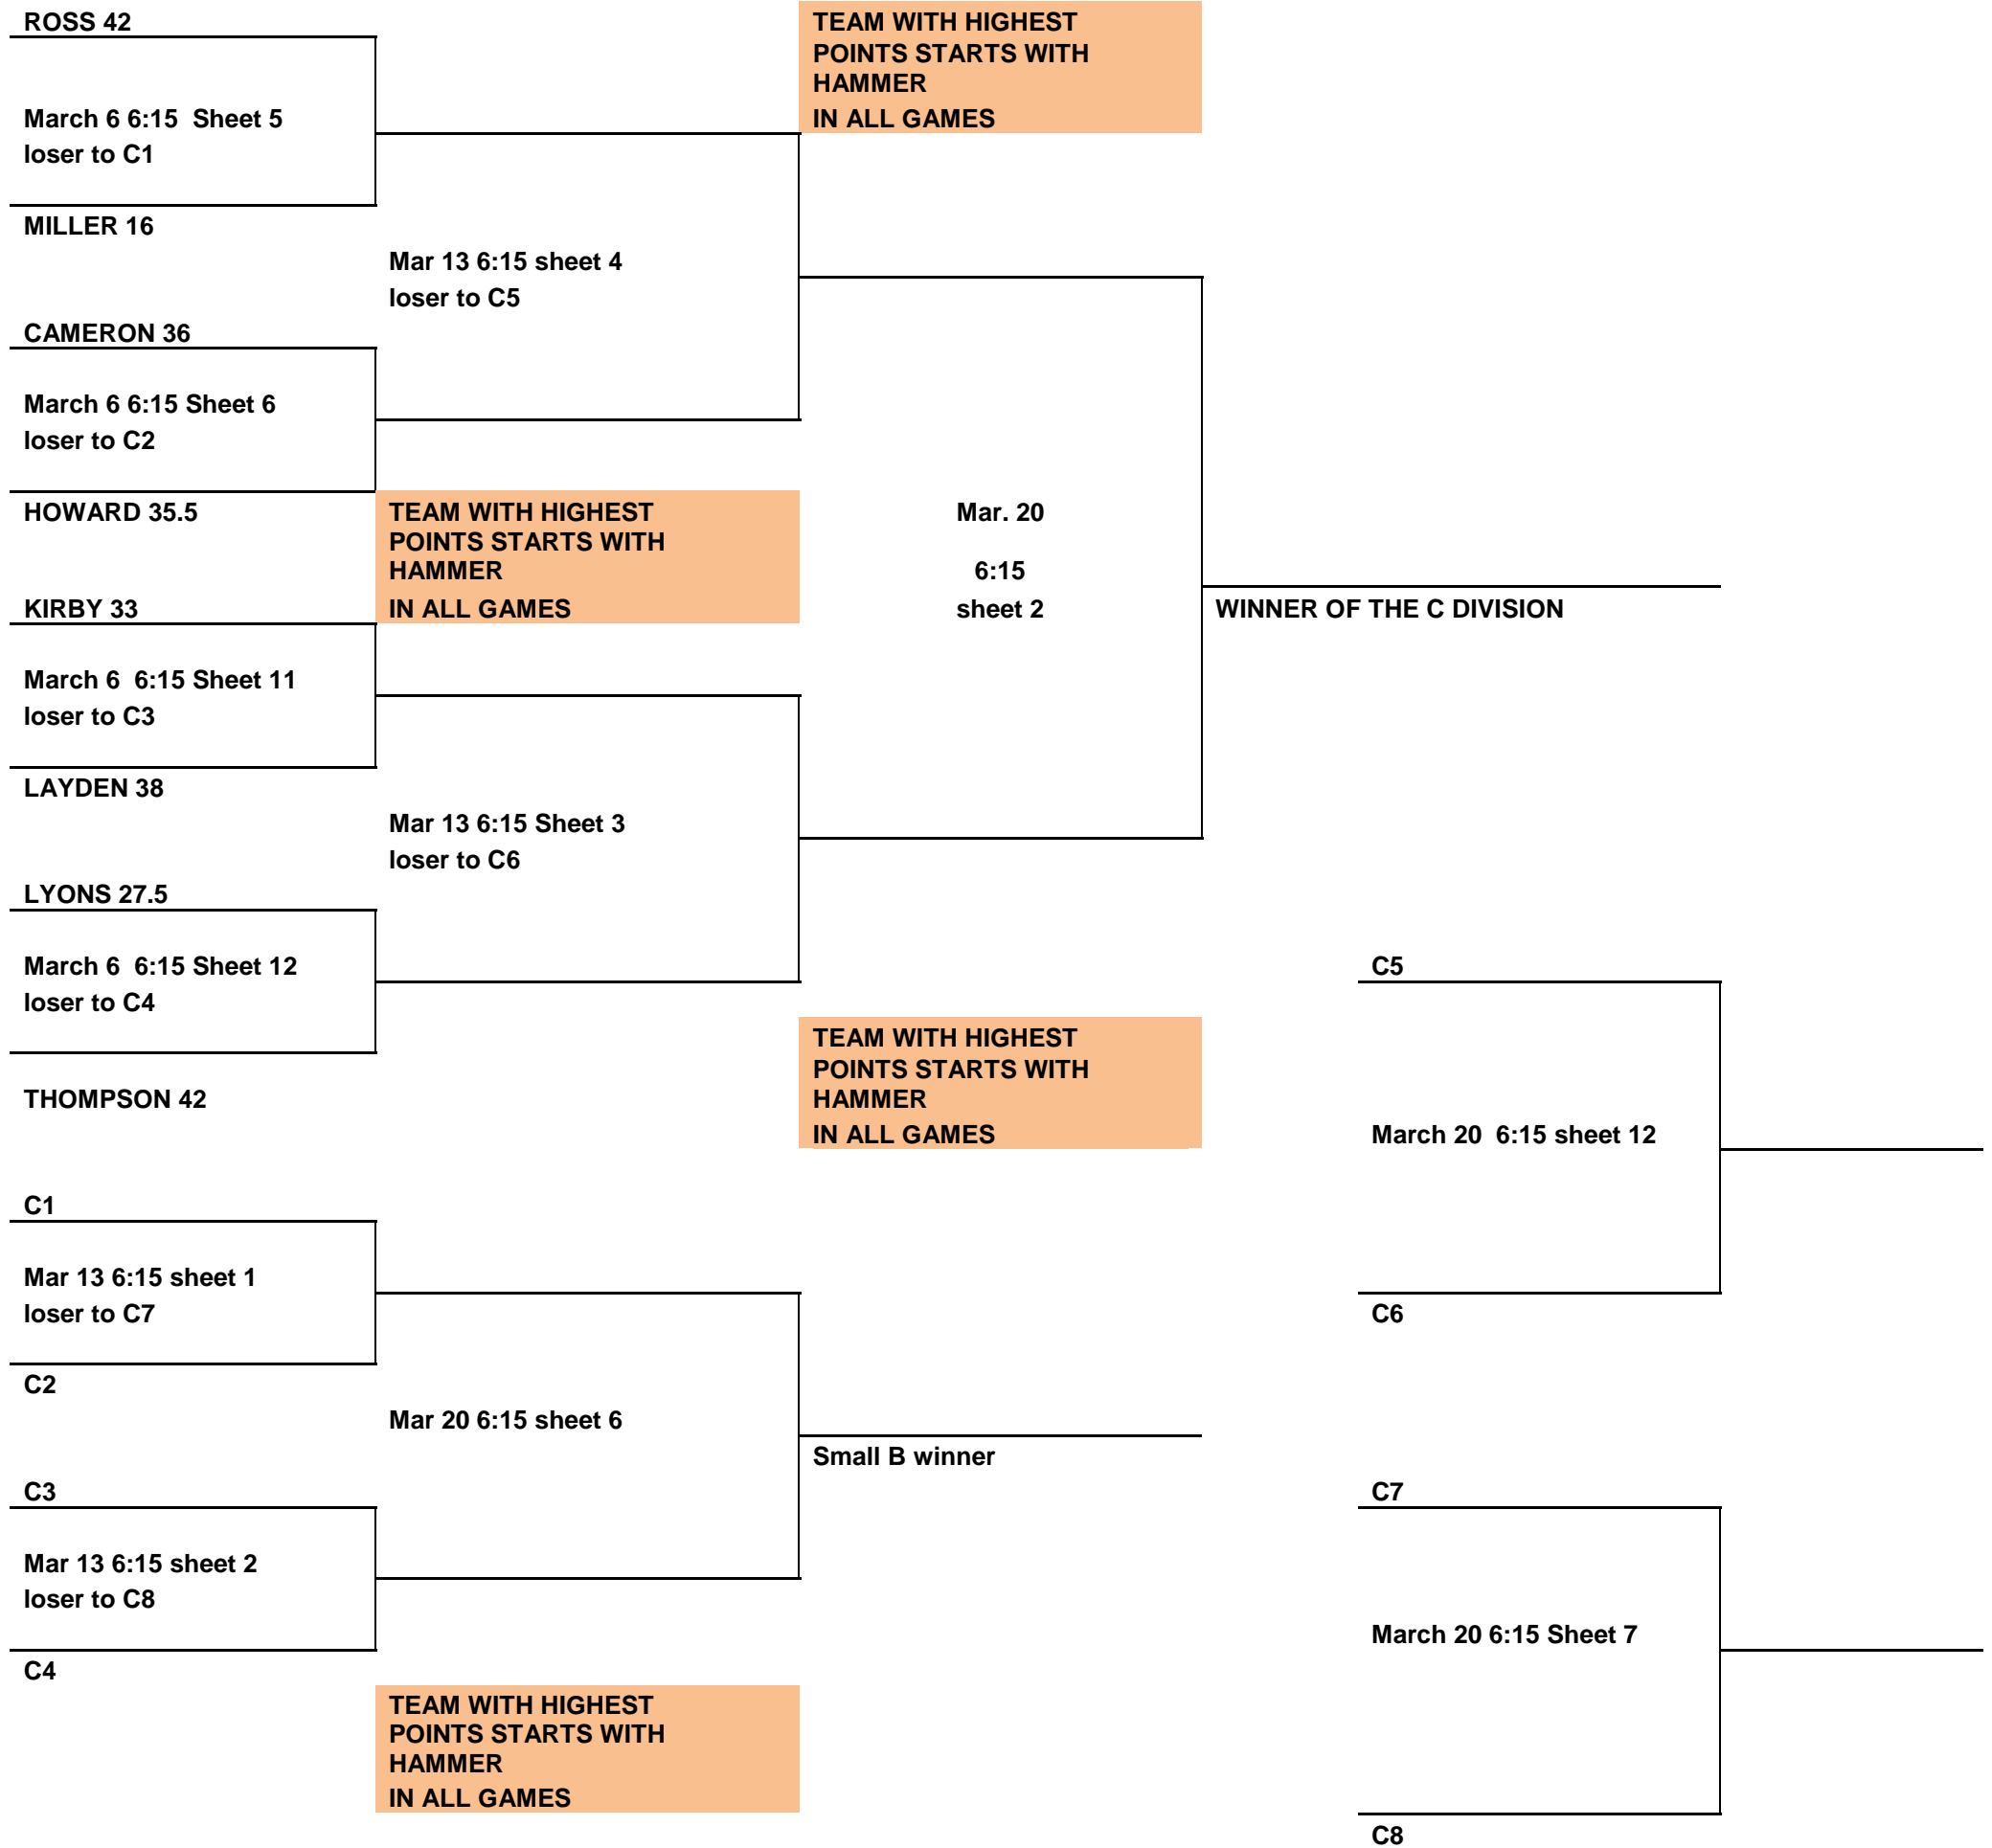 ROSS 42
TEAM WITH HIGHEST
POINTS STARTS WITH
HAMMER
IN ALL GAMES
March 6 6:15  Sheet 5
loser to C1
MILLER 16
Mar 13 6:15 sheet 4
loser to C5
CAMERON 36
March 6 6:15 Sheet 6
loser to C2
HOWARD 35.5
TEAM WITH HIGHEST
POINTS STARTS WITH
HAMMER
IN ALL GAMES
Mar. 20
6:15
sheet 2
KIRBY 33
WINNER OF THE C DIVISION
March 6  6:15 Sheet 11
loser to C3
LAYDEN 38
Mar 13 6:15 Sheet 3
loser to C6
LYONS 27.5
March 6  6:15 Sheet 12
loser to C4
C5
TEAM WITH HIGHEST
POINTS STARTS WITH
HAMMER
IN ALL GAMES
THOMPSON 42
March 20  6:15 sheet 12
C1
Mar 13 6:15 sheet 1
loser to C7
C6
C2
Mar 20 6:15 sheet 6
Small B winner
C3
C7
Mar 13 6:15 sheet 2
loser to C8
March 20 6:15 Sheet 7
C4
TEAM WITH HIGHEST
POINTS STARTS WITH
HAMMER
IN ALL GAMES
C8